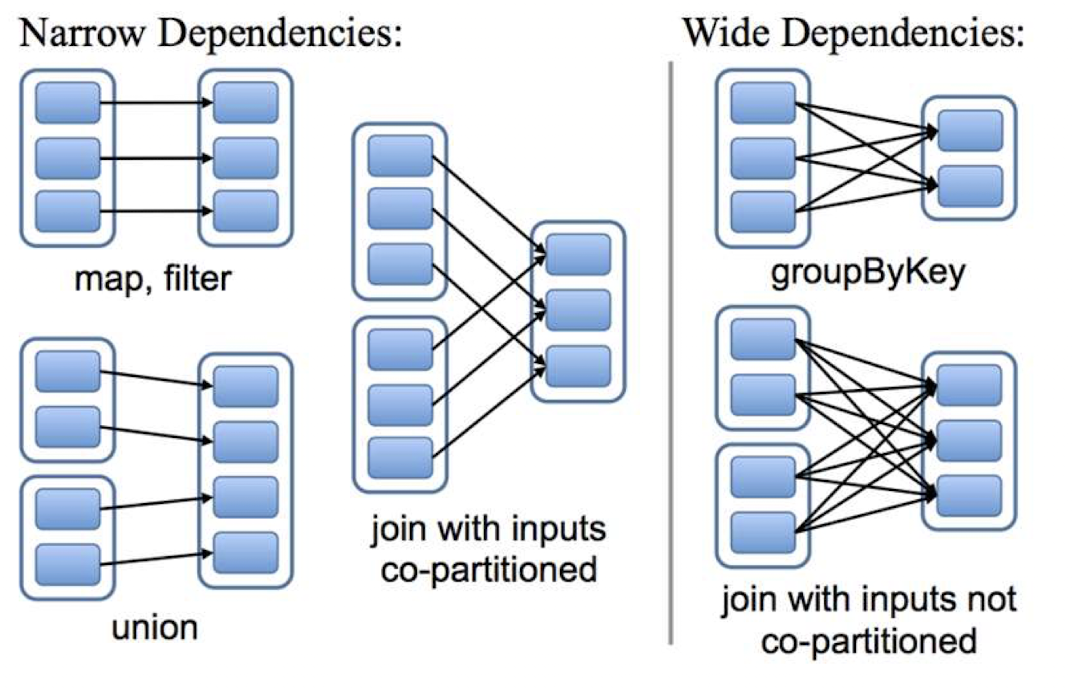 Narrow Dependencies:
Wide Dependencies:
map, filter
union
join with inputs
co-partitioned
groupByKey
join with inputs not
co-partitioned